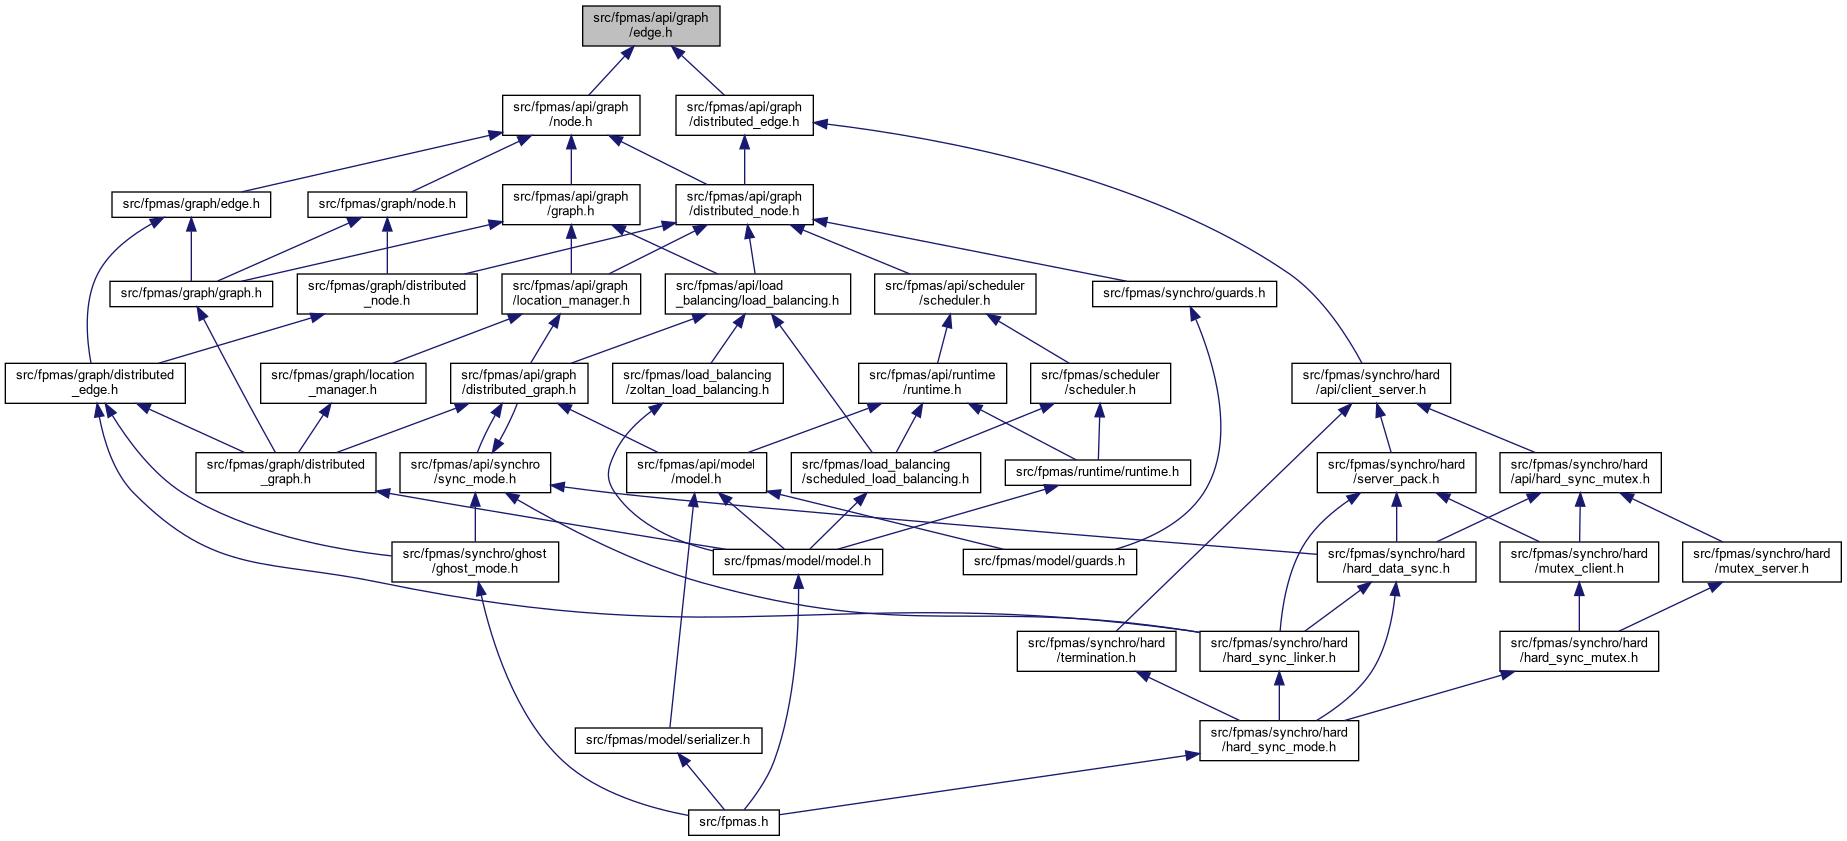 src/fpmas/api/graph
/edge.h
src/fpmas/api/graph
/node.h
src/fpmas/api/graph
/distributed_edge.h
src/fpmas/graph/edge.h
src/fpmas/graph/node.h
src/fpmas/api/graph
/graph.h
src/fpmas/api/graph
/distributed_node.h
src/fpmas/graph/graph.h
src/fpmas/graph/distributed
_node.h
src/fpmas/api/graph
/location_manager.h
src/fpmas/api/load
_balancing/load_balancing.h
src/fpmas/api/scheduler
/scheduler.h
src/fpmas/synchro/guards.h
src/fpmas/graph/distributed
_edge.h
src/fpmas/graph/location
_manager.h
src/fpmas/api/graph
/distributed_graph.h
src/fpmas/load_balancing
/zoltan_load_balancing.h
src/fpmas/api/runtime
/runtime.h
src/fpmas/scheduler
/scheduler.h
src/fpmas/synchro/hard
/api/client_server.h
src/fpmas/graph/distributed
_graph.h
src/fpmas/api/synchro
/sync_mode.h
src/fpmas/api/model
/model.h
src/fpmas/load_balancing
/scheduled_load_balancing.h
src/fpmas/runtime/runtime.h
src/fpmas/synchro/hard
/server_pack.h
src/fpmas/synchro/hard
/api/hard_sync_mutex.h
src/fpmas/synchro/ghost
/ghost_mode.h
src/fpmas/model/model.h
src/fpmas/model/guards.h
src/fpmas/synchro/hard
/hard_data_sync.h
src/fpmas/synchro/hard
/mutex_client.h
src/fpmas/synchro/hard
/mutex_server.h
src/fpmas/synchro/hard
/termination.h
src/fpmas/synchro/hard
/hard_sync_linker.h
src/fpmas/synchro/hard
/hard_sync_mutex.h
src/fpmas/model/serializer.h
src/fpmas/synchro/hard
/hard_sync_mode.h
src/fpmas.h